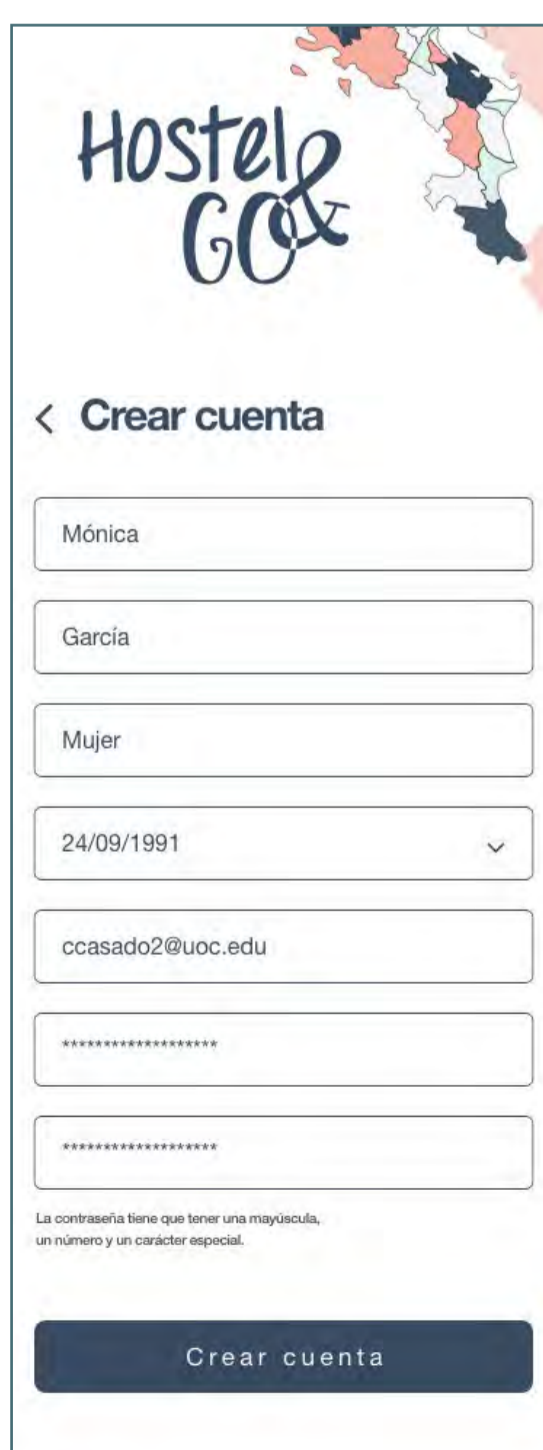 Hostel
& GO
< Crear cuenta
Mónica
García
Mujer
24/09/1991
ccasado2@uoc.edu
*******************
*******************
La contraseña tiene que tener una mayúscula,
un número y un carácter especial.
Crear cuenta